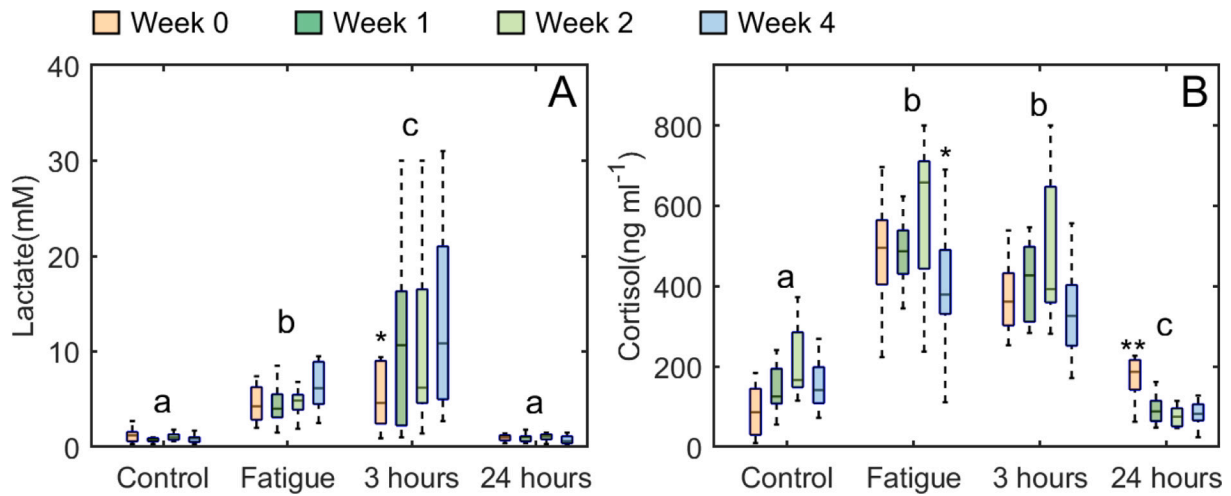 Week 0 Week 1 Week 2 Week 4
A
Lactate(mM)
40
30
20
10
0
a
b
*
c
a
Control Fatigue 3 hours 24 hours
B
Cortisol(ng ml⁻¹)
800
600
400
200
0
a
b
*
b
**
c
Control Fatigue 3 hours 24 hours